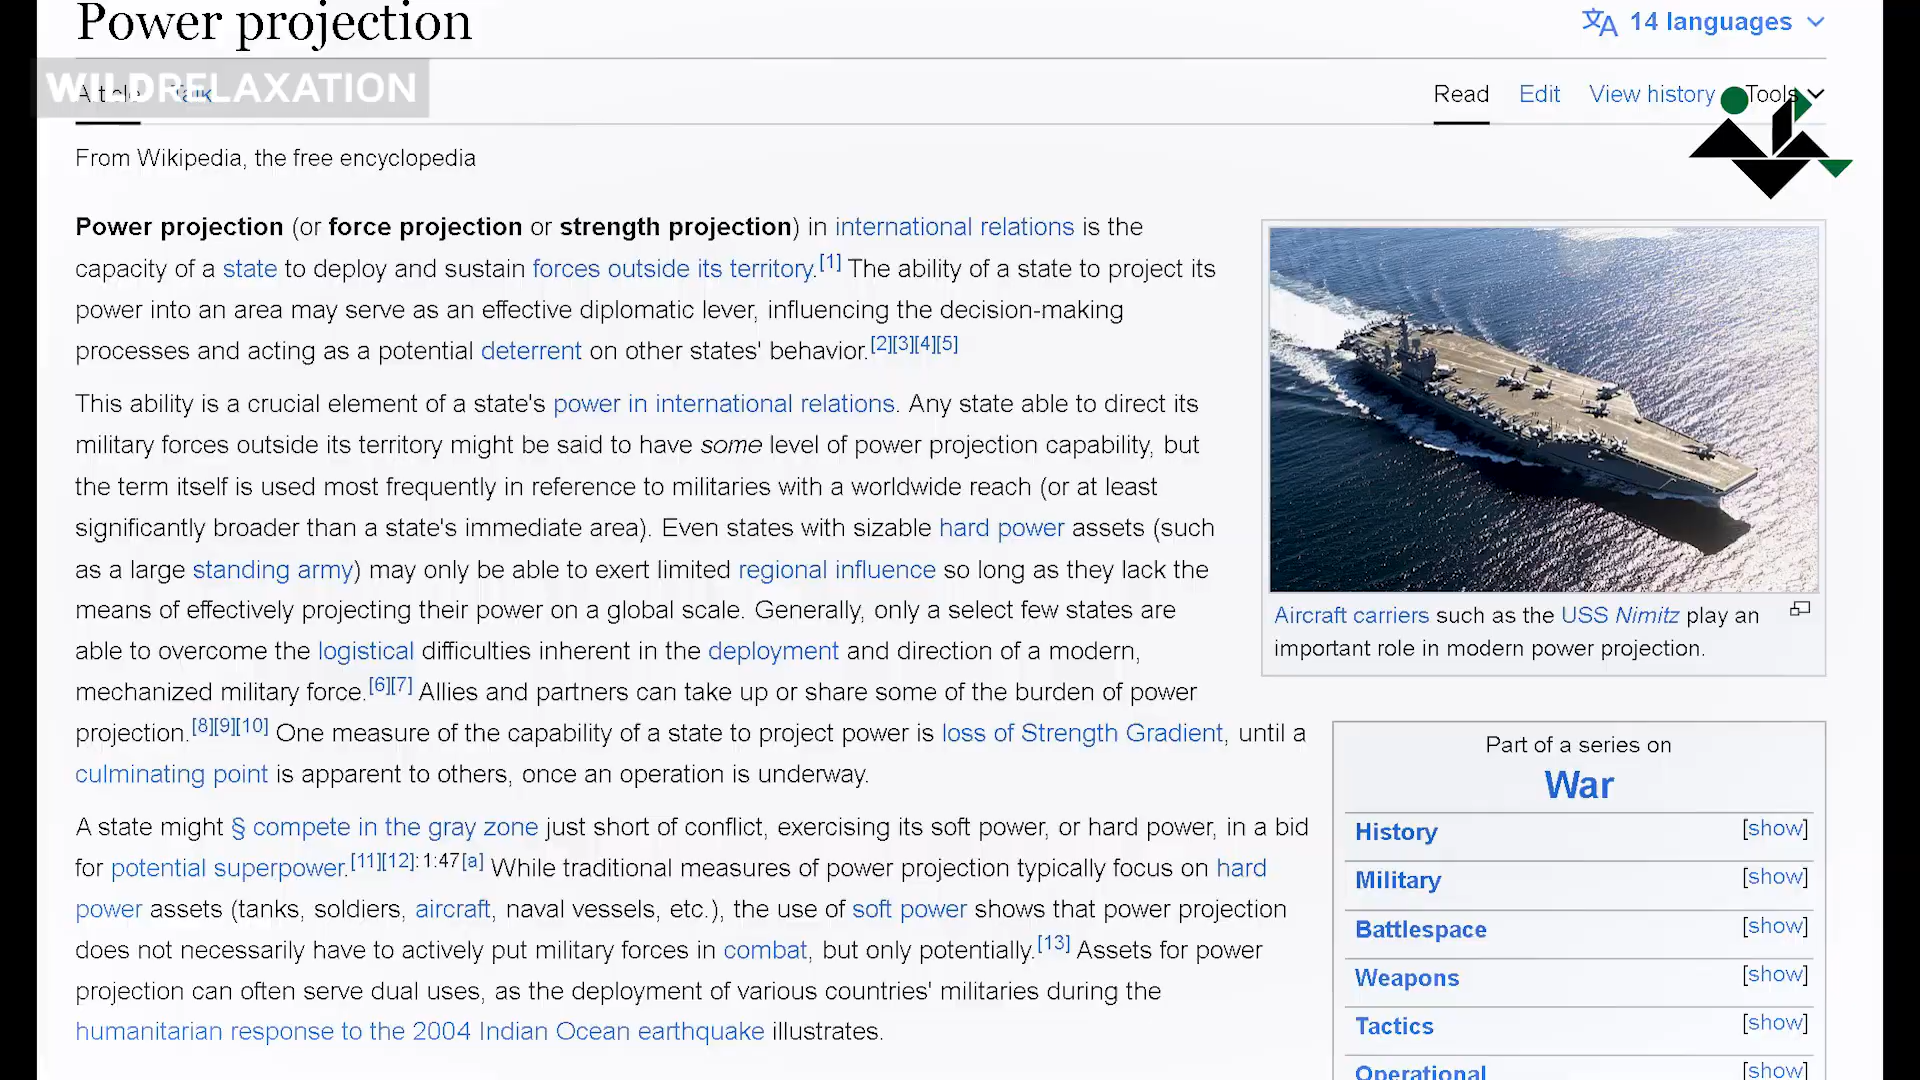 Power projection
14 languages
WILDRELAXATION
Article Talk
Read Edit View history Tools
From Wikipedia, the free encyclopedia
Power projection (or force projection or strength projection) in international relations is the
capacity of a state to deploy and sustain forces outside its territory.[1] The ability of a state to project its
power into an area may serve as an effective diplomatic lever, influencing the decision-making
processes and acting as a potential deterrent on other states' behavior.[2][3][4][5]
This ability is a crucial element of a state's power in international relations. Any state able to direct its
military forces outside its territory might be said to have some level of power projection capability, but
the term itself is used most frequently in reference to militaries with a worldwide reach (or at least
significantly broader than a state's immediate area). Even states with sizable hard power assets (such
as a large standing army) may only be able to exert limited regional influence so long as they lack the
means of effectively projecting their power on a global scale. Generally, only a select few states are
able to overcome the logistical difficulties inherent in the deployment and direction of a modern,
mechanized military force.[6][7] Allies and partners can take up or share some of the burden of power
projection.[8][9][10] One measure of the capability of a state to project power is loss of Strength Gradient, until a
culminating point is apparent to others, once an operation is underway.
A state might § compete in the gray zone just short of conflict, exercising its soft power, or hard power, in a bid
for potential superpower.[11][12]:1:47[a] While traditional measures of power projection typically focus on hard
power assets (tanks, soldiers, aircraft, naval vessels, etc.), the use of soft power shows that power projection
does not necessarily have to actively put military forces in combat, but only potentially.[13] Assets for power
projection can often serve dual uses, as the deployment of various countries' militaries during the
humanitarian response to the 2004 Indian Ocean earthquake illustrates.
Aircraft carriers such as the USS Nimitz play an
important role in modern power projection.
Part of a series on
War
History [show]
Military [show]
Battlespace [show]
Weapons [show]
Tactics [show]
Operational [show]